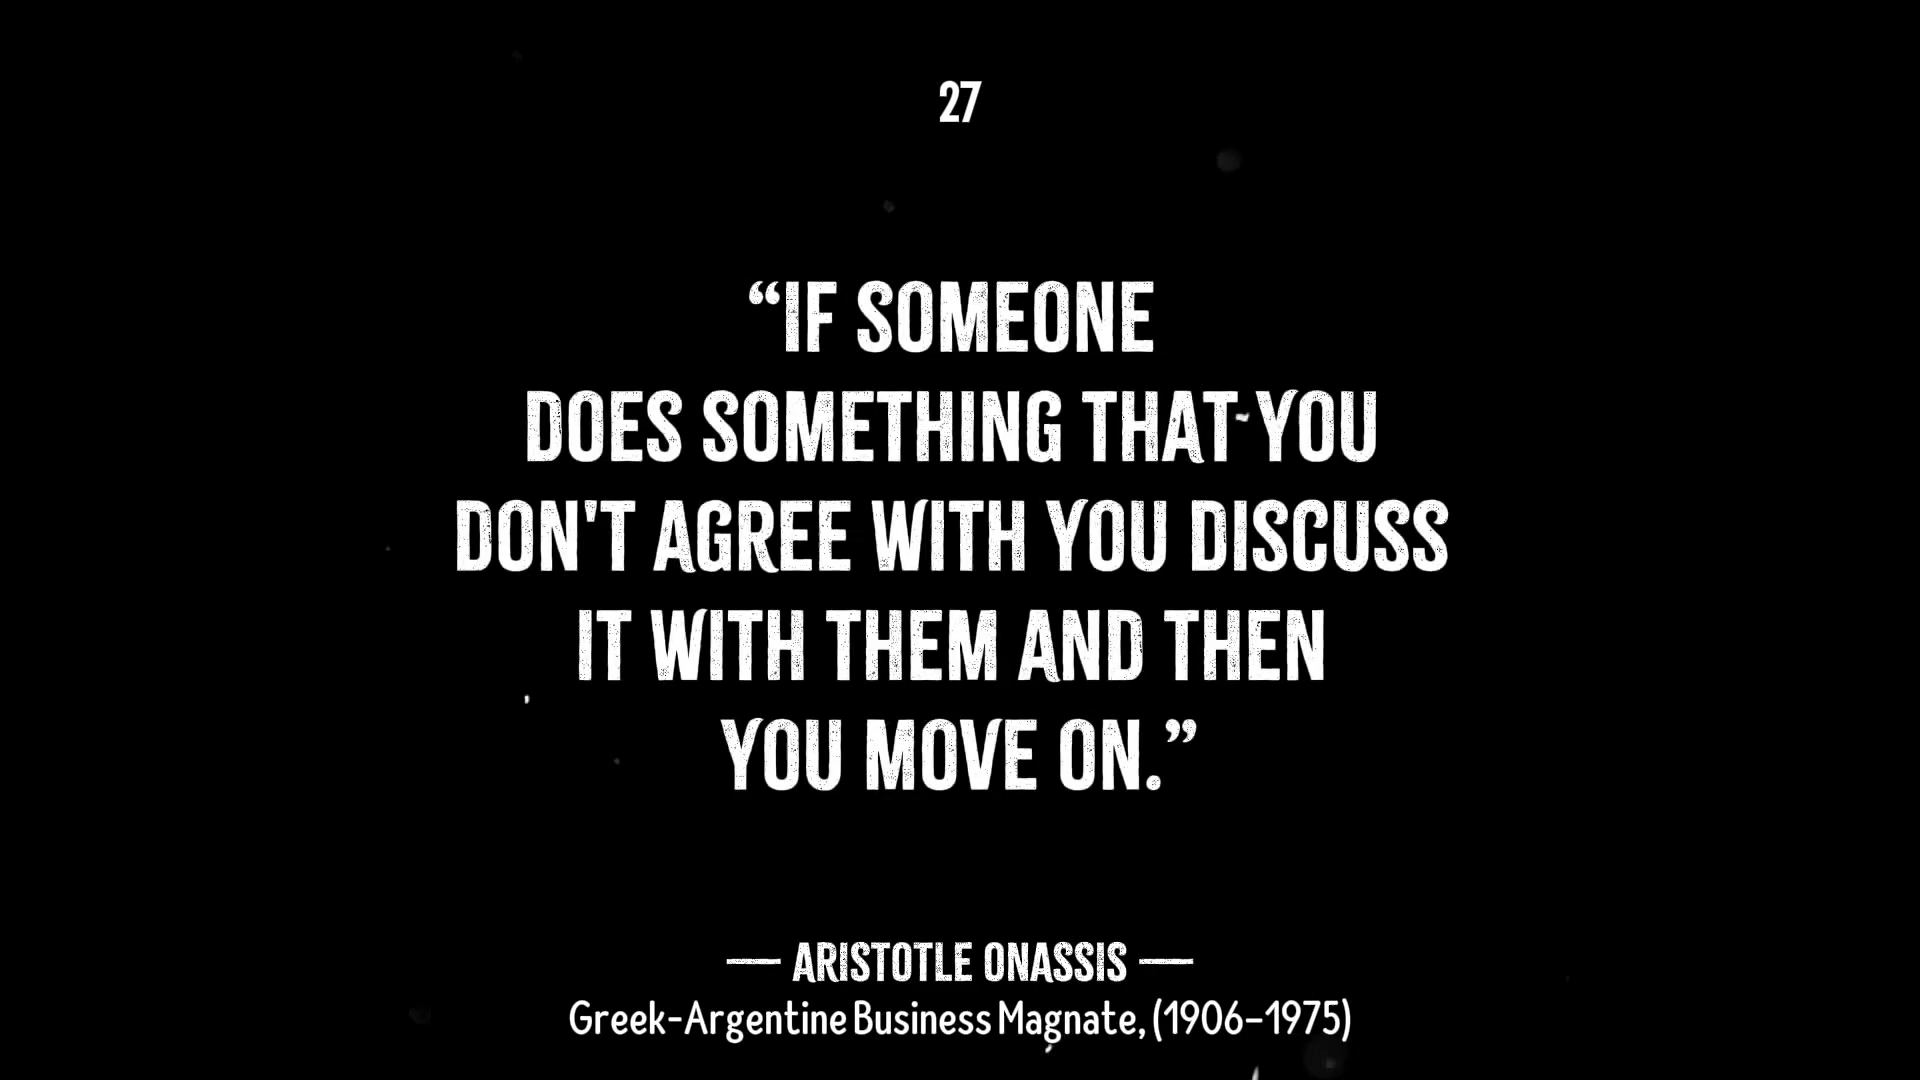 27
“IF SOMEONE
DOES SOMETHING THAT YOU
DON'T AGREE WITH YOU DISCUSS
IT WITH THEM AND THEN
YOU MOVE ON.”
— ARISTOTLE ONASSIS —
Greek-Argentine Business Magnate, (1906–1975)